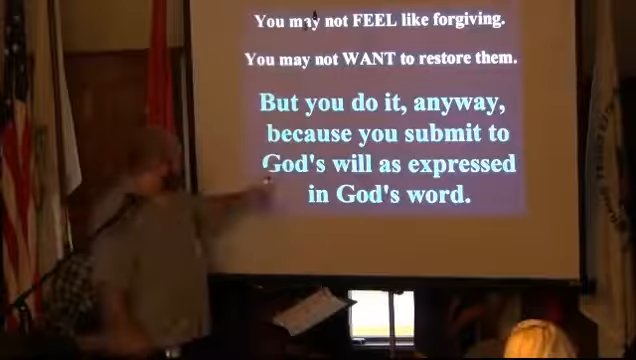 You may not FEEL like forgiving.
You may not WANT to restore them.
But you do it, anyway,
because you submit to
God's will as expressed
in God's word.